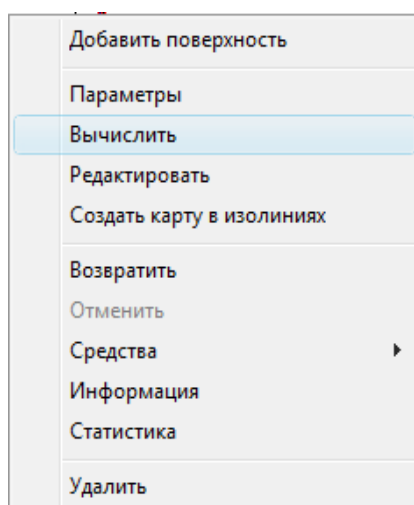 Добавить поверхность
Параметры
Вычислить
Редактировать
Создать карту в изолиниях
Возвратить
Отменить
Средства
Информация
Статистика
Удалить